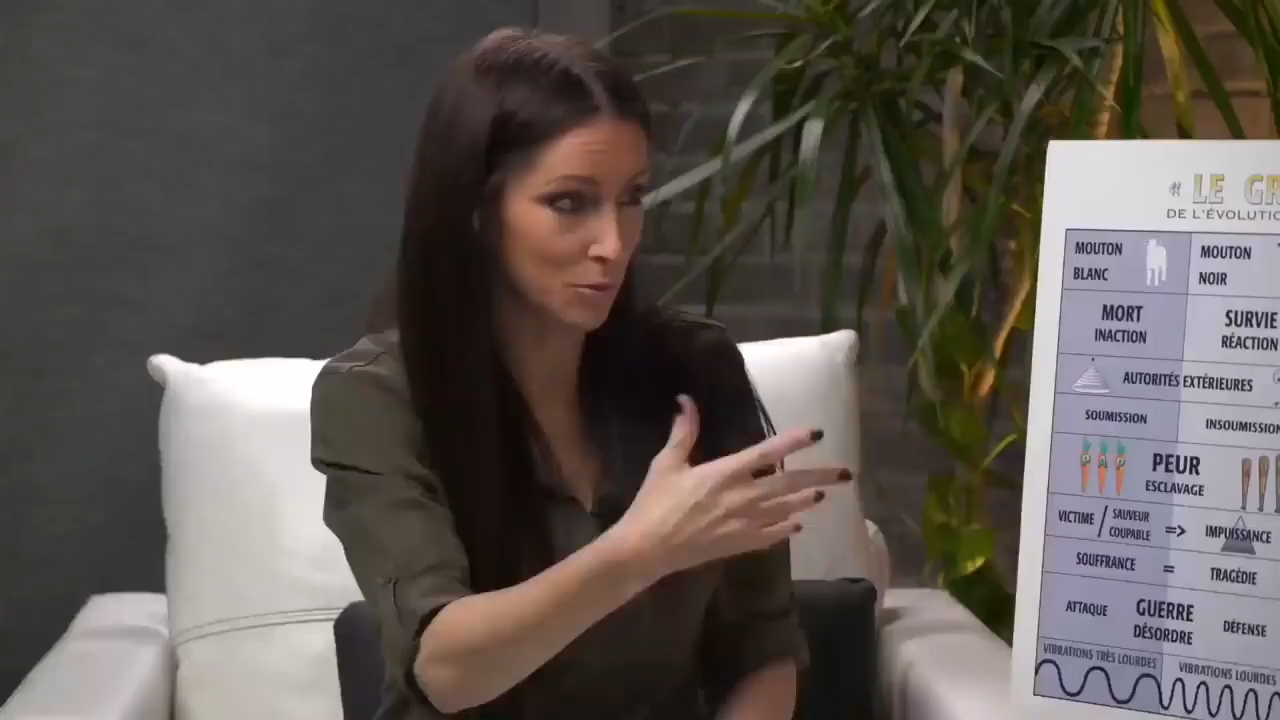 « LE GR
DE L'ÉVOLUTIO
MOUTON BLANC
MOUTON NOIR
MORT
INACTION
SURVIE
RÉACTION
AUTORITÉS EXTÉRIEURES
SOUMISSION
INSOUMISSION
PEUR
ESCLAVAGE
VICTIME / SAUVEUR COUPABLE => IMPUISSANCE
SOUFFRANCE = TRAGÉDIE
ATTAQUE
GUERRE
DÉSORDRE
DÉFENSE
VIBRATIONS TRÈS LOURDES
VIBRATIONS LOURDES